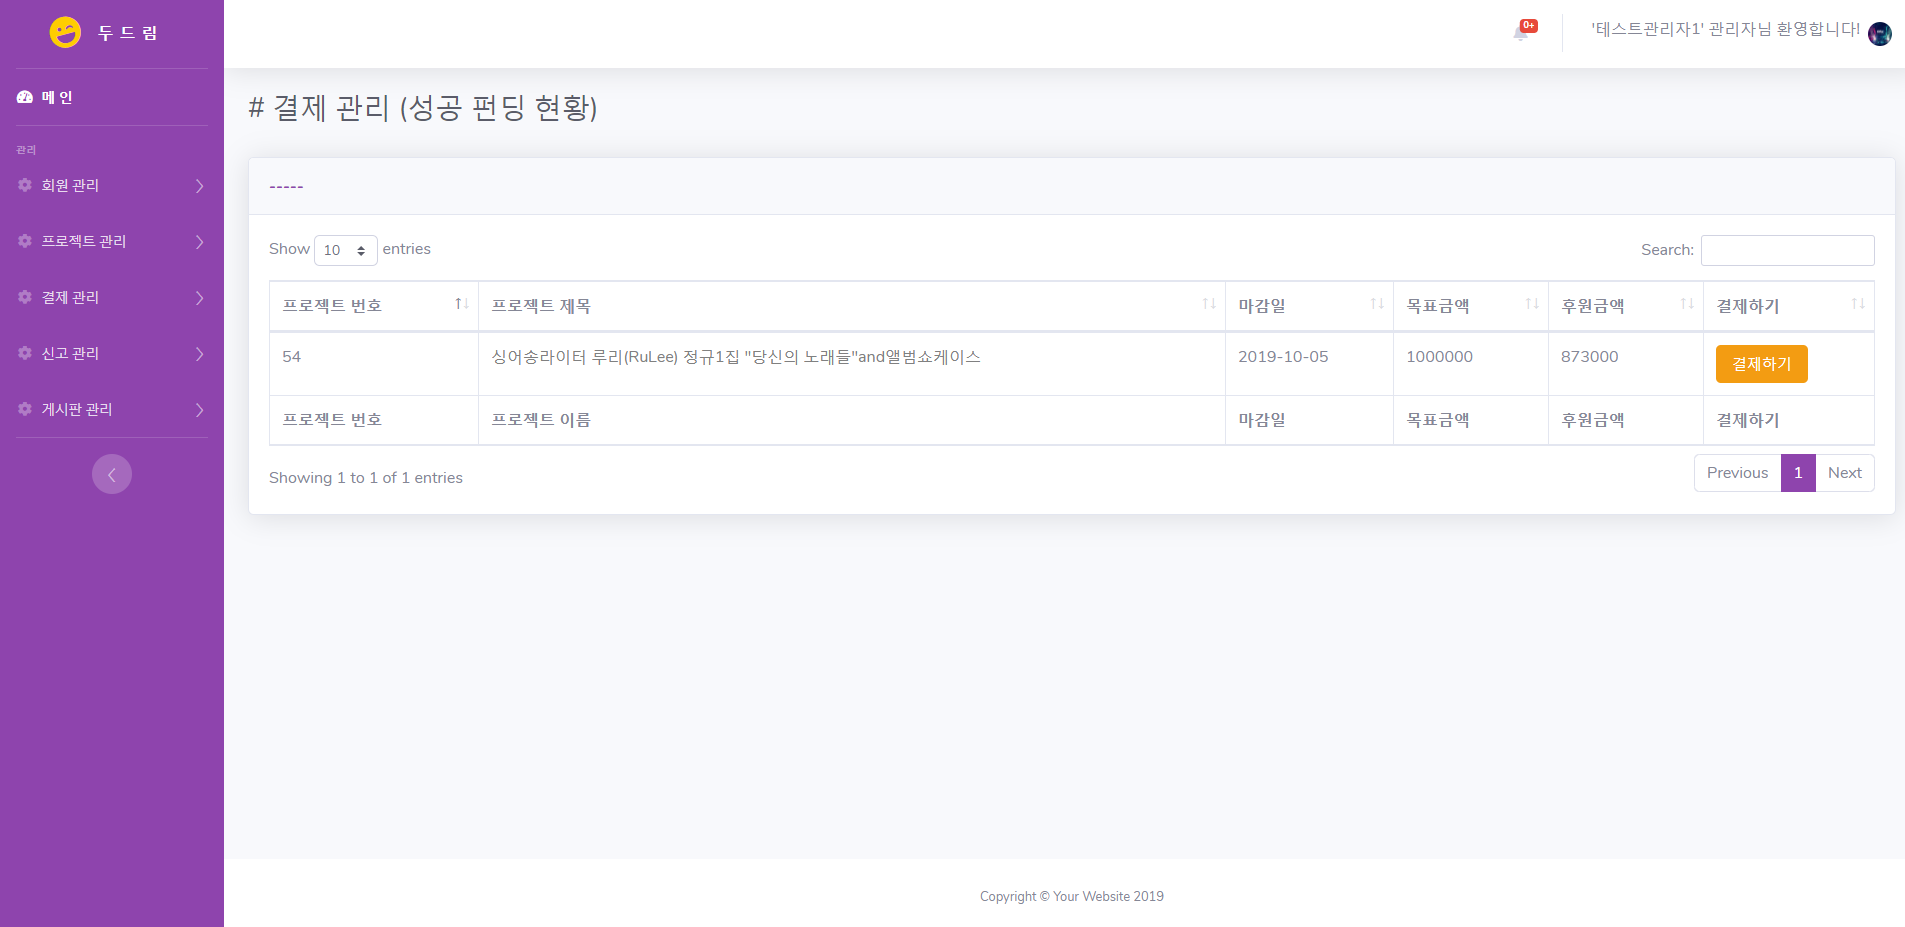 두 드 림
메 인
관리
회원 관리
프로젝트 관리
결제 관리
신고 관리
게시판 관리
0+
'테스트관리자1' 관리자님 환영합니다!
# 결제 관리 (성공 펀딩 현황)
-----
Show 10 entries
Search:
프로젝트 번호 프로젝트 제목 마감일 목표금액 후원금액 결제하기
54 싱어송라이터 루리(RuLee) 정규1집 "당신의 노래들"and앨범쇼케이스 2019-10-05 1000000 873000 결제하기
프로젝트 번호 프로젝트 이름 마감일 목표금액 후원금액 결제하기
Showing 1 to 1 of 1 entries
Previous 1 Next
Copyright © Your Website 2019